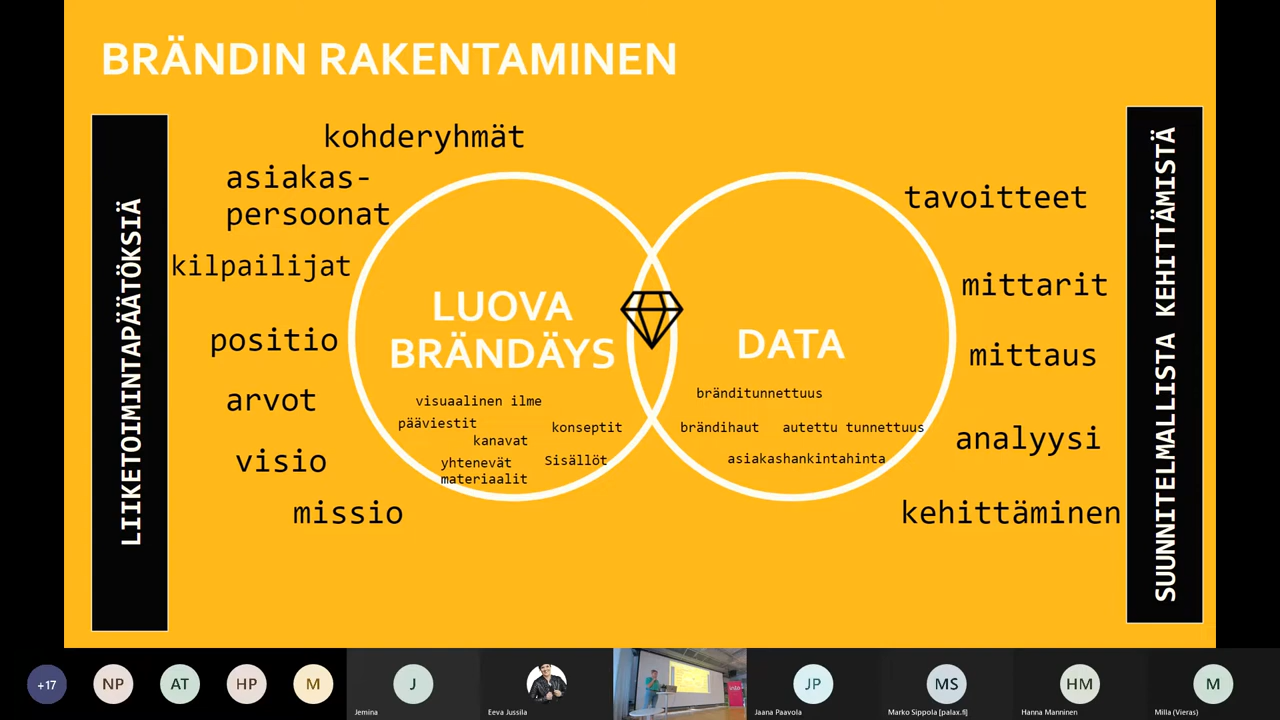 BRÄNDIN RAKENTAMINEN
LIIKETOIMINTAPÄÄTÖKSIÄ
kohderyhmät
asiakas-
persoonat
kilpailijat
positio
arvot
visio
missio
LUOVA
BRÄNDÄYS
visuaalinen ilme
pääviestit
konseptit
kanavat
yhtenevät
materiaalit
Sisällöt
DATA
bränditunnettuus
brändihaut
autettu tunnettuus
asiakashankintahinta
tavoitteet
mittarit
mittaus
analyysi
kehittäminen
SUUNNITELMALLISTA KEHITTÄMISTÄ
+17
NP
AT
HP
M
J
Jemina
Eeva Jussila
JP
Jaana Paavola
MS
Marko Sippola [palax.fi]
HM
Hanna Manninen
M
Milla (Vieras)